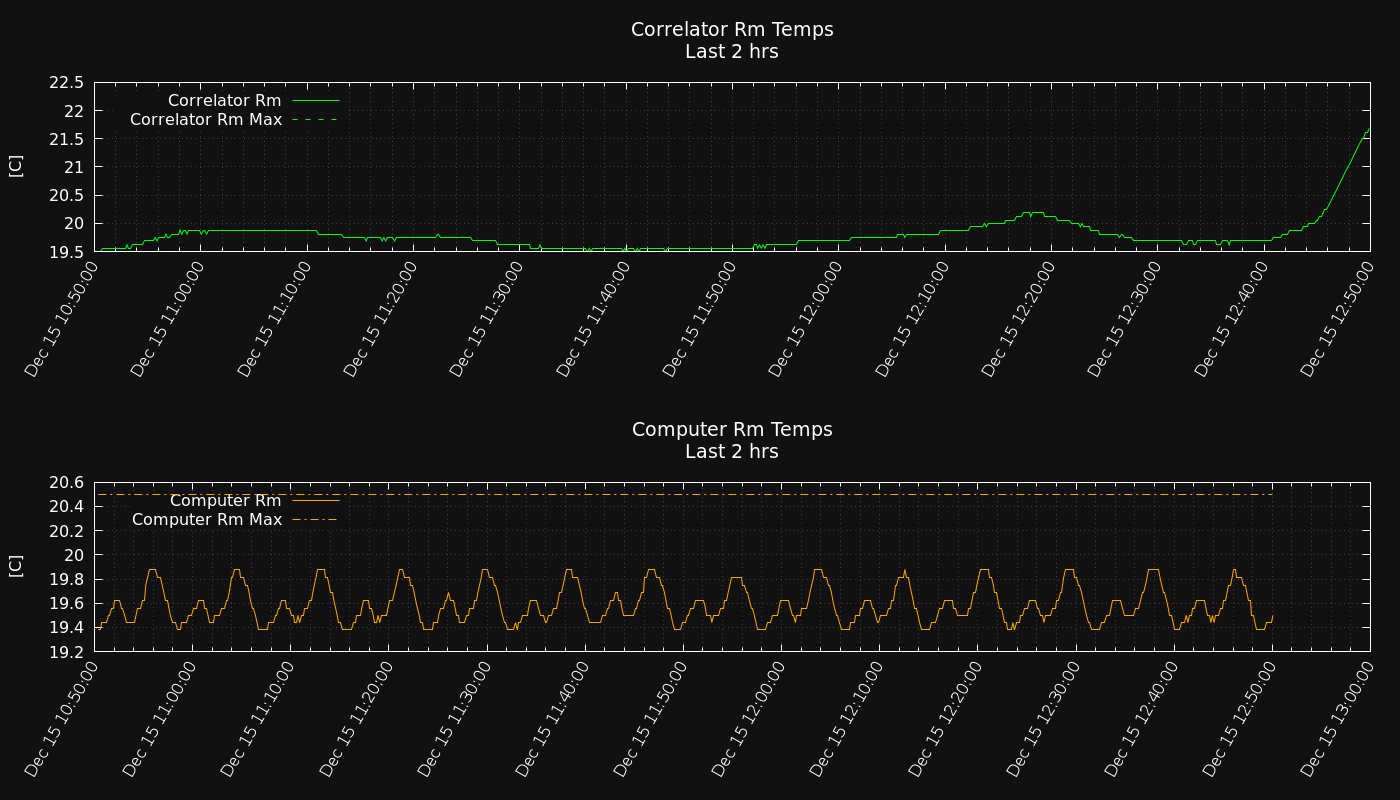 Correlator Rm Temps
Last 2 hrs
22.5
22
21.5
21
20.5
20
19.5
[C]
Correlator Rm
Correlator Rm Max
Dec 15 10:50:00
Dec 15 11:00:00
Dec 15 11:10:00
Dec 15 11:20:00
Dec 15 11:30:00
Dec 15 11:40:00
Dec 15 11:50:00
Dec 15 12:00:00
Dec 15 12:10:00
Dec 15 12:20:00
Dec 15 12:30:00
Dec 15 12:40:00
Dec 15 12:50:00
Computer Rm Temps
Last 2 hrs
20.6
20.4
20.2
20
19.8
19.6
19.4
19.2
[C]
Computer Rm
Computer Rm Max
Dec 15 10:50:00
Dec 15 11:00:00
Dec 15 11:10:00
Dec 15 11:20:00
Dec 15 11:30:00
Dec 15 11:40:00
Dec 15 11:50:00
Dec 15 12:00:00
Dec 15 12:10:00
Dec 15 12:20:00
Dec 15 12:30:00
Dec 15 12:40:00
Dec 15 12:50:00
Dec 15 13:00:00